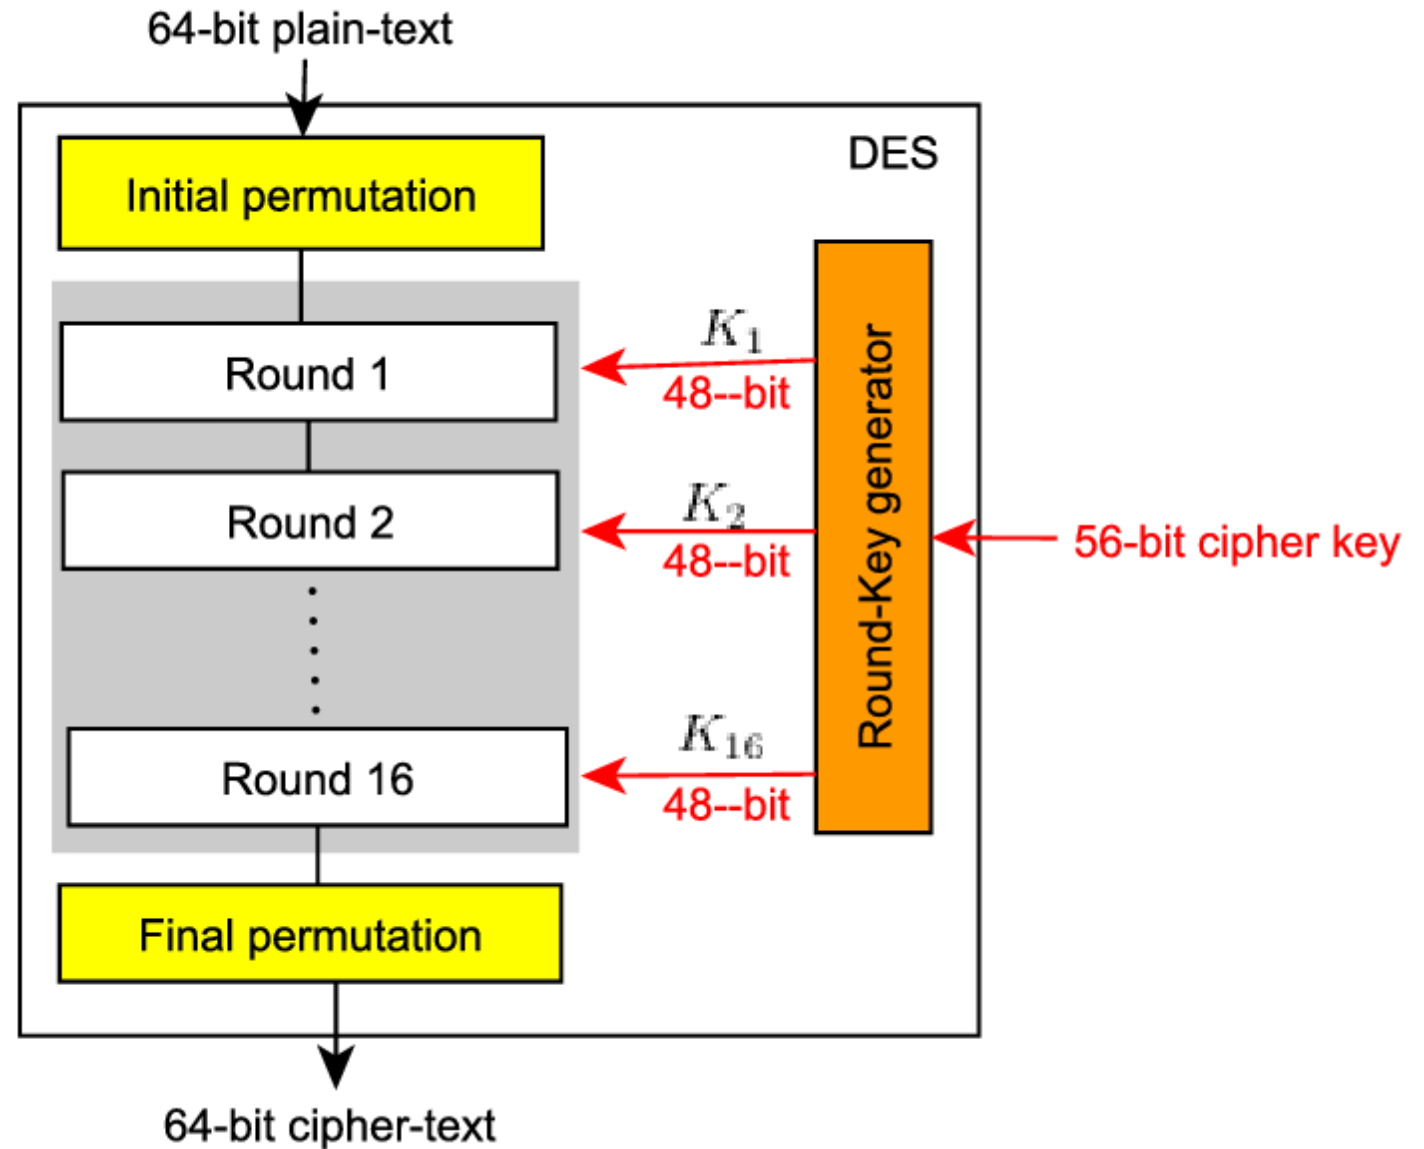 64-bit plain-text
DES
Initial permutation
Round 1
K₁
48--bit
Round 2
K₂
48--bit
Round-Key generator
56-bit cipher key
Round 16
K₁₆
48--bit
Final permutation
64-bit cipher-text